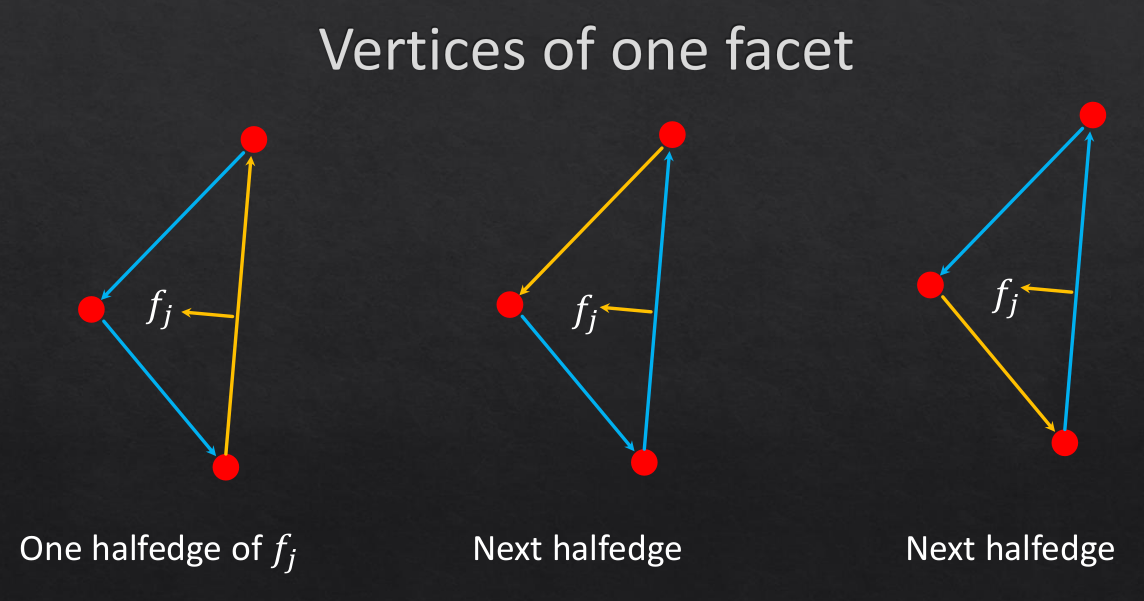 Vertices of one facet
f_j
f_j
f_j
One halfedge of f_j
Next halfedge
Next halfedge